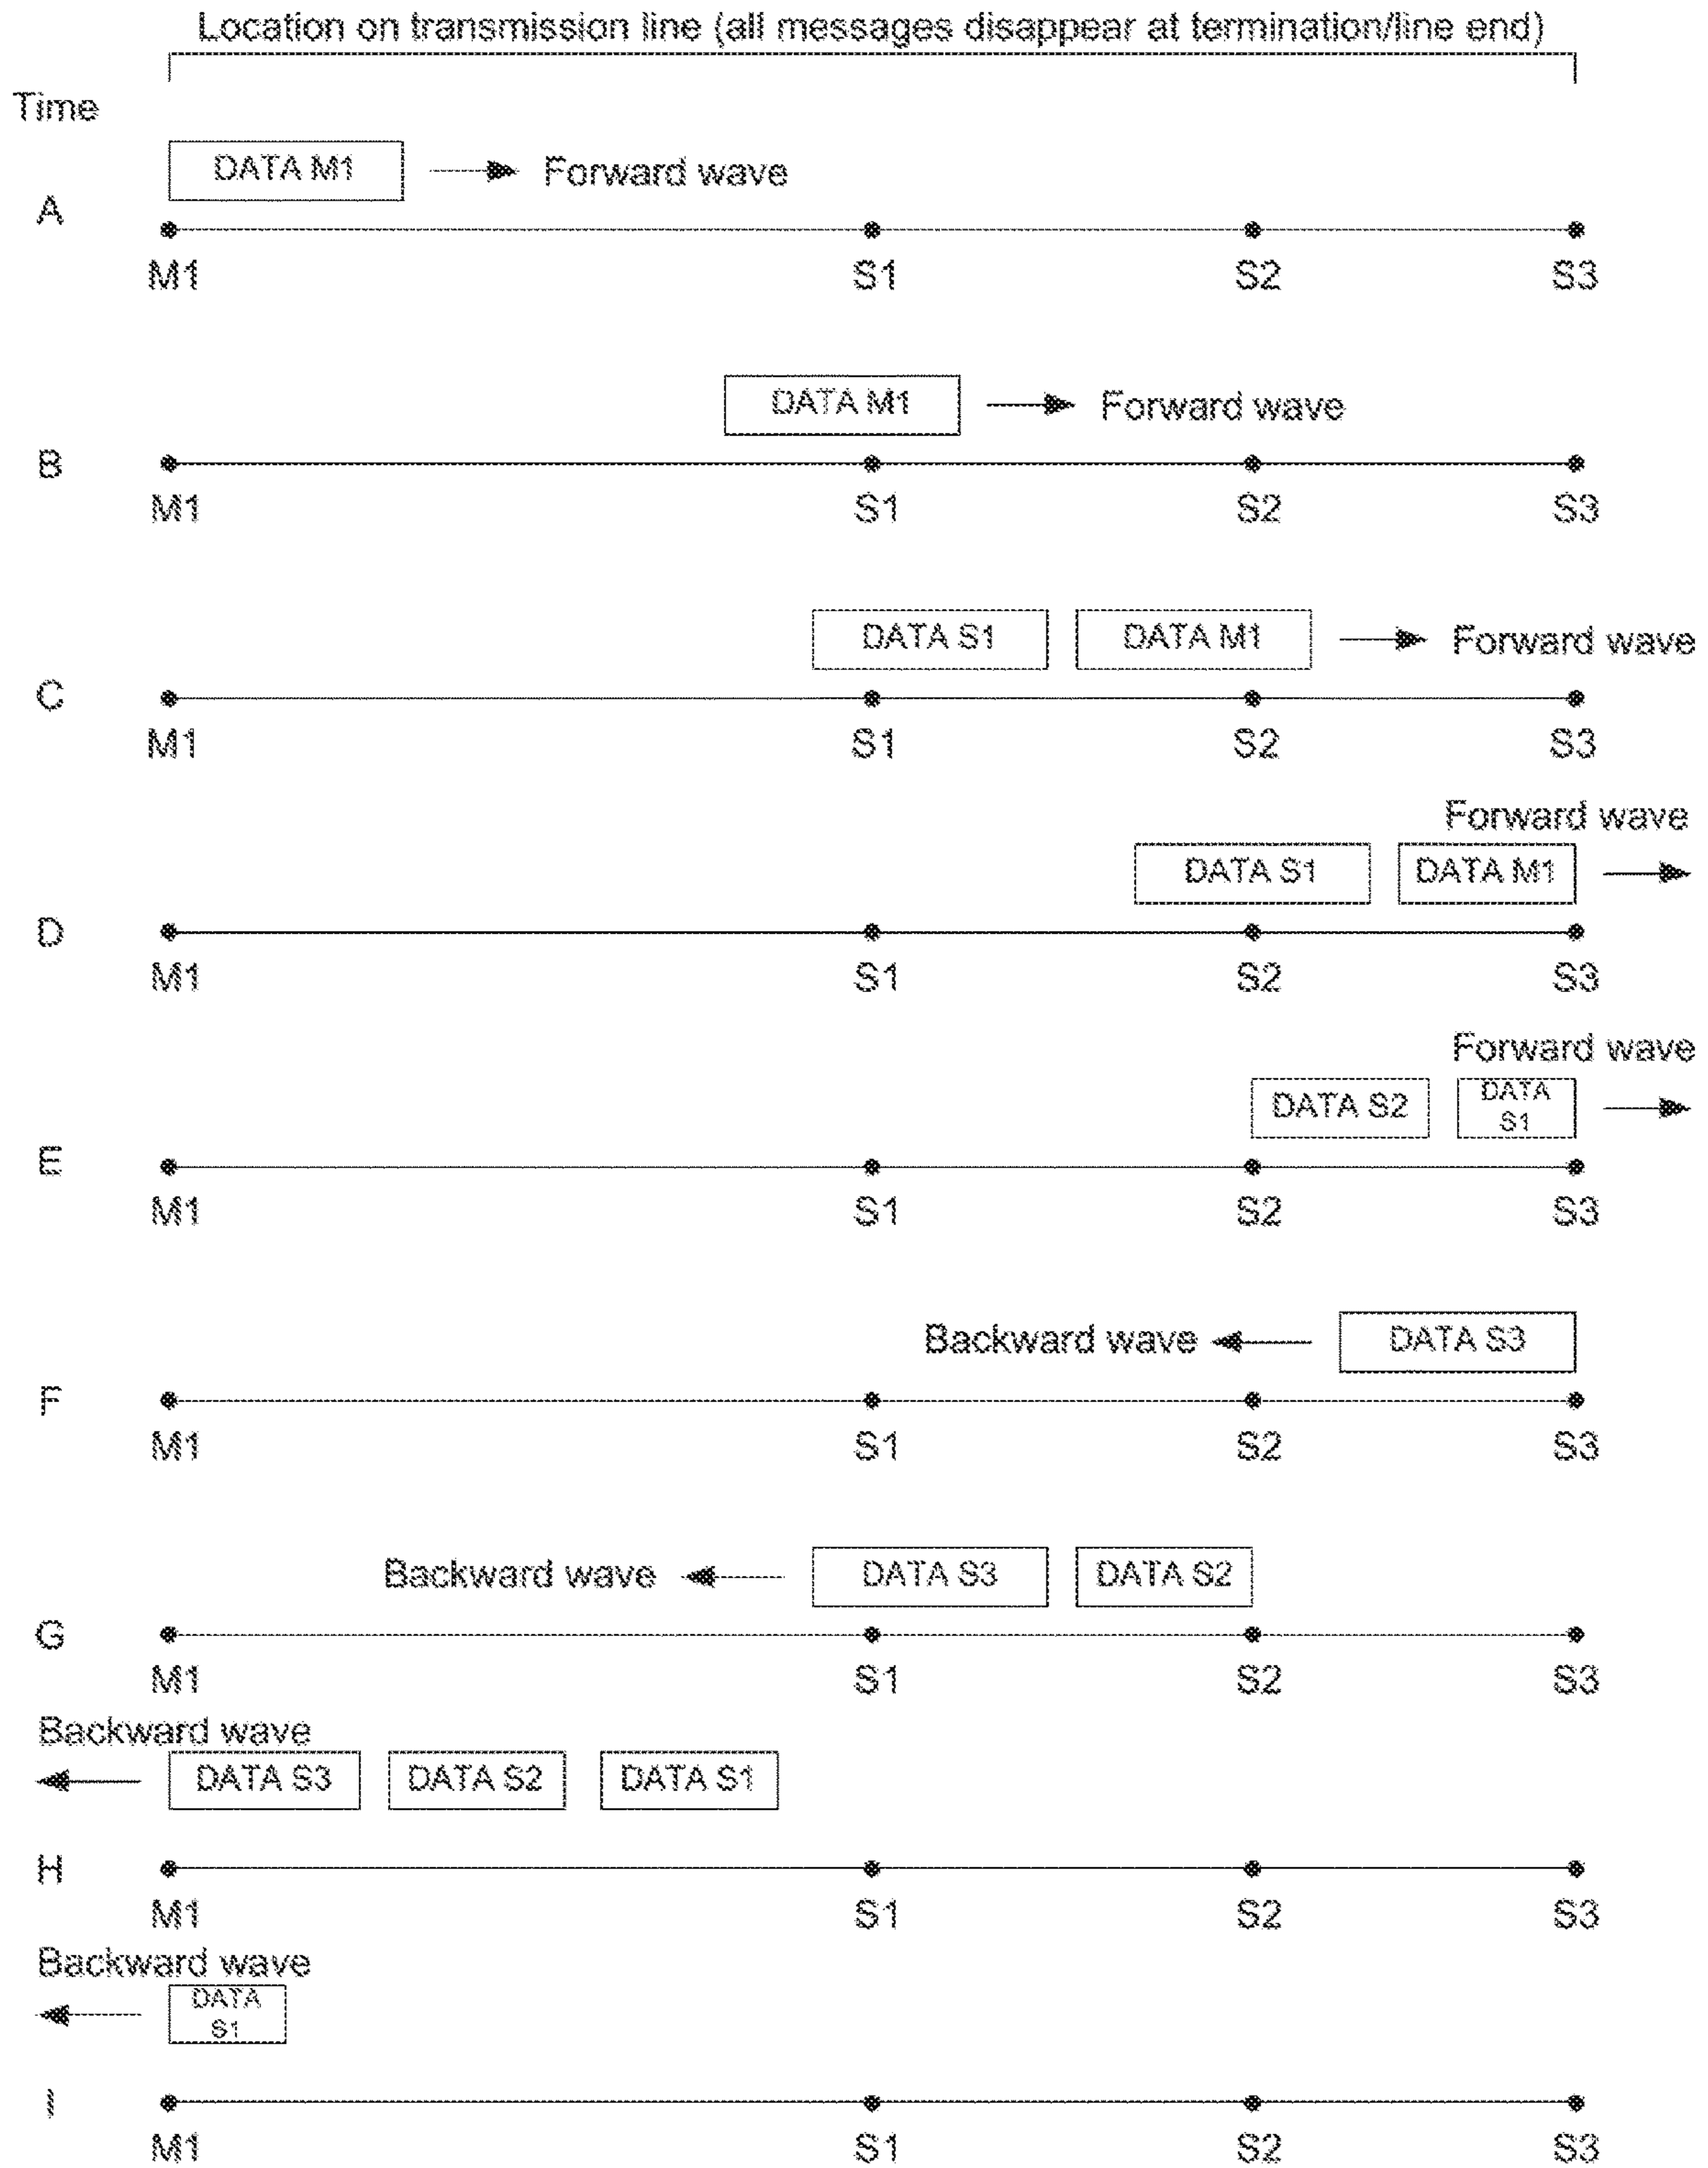 Location on transmission line (all messages disappear at termination/line end)
Time
DATA M1 Forward wave
A
M1 S1 S2 S3
DATA M1 Forward wave
B
M1 S1 S2 S3
DATA S1 DATA M1 Forward wave
C
M1 S1 S2 S3
Forward wave
DATA S1 DATA M1
D
M1 S1 S2 S3
Forward wave
DATA S2 DATA S1
E
M1 S1 S2 S3
Backward wave DATA S3
F
M1 S1 S2 S3
Backward wave DATA S3 DATA S2
G
M1 S1 S2 S3
Backward wave
DATA S3 DATA S2 DATA S1
H
M1 S1 S2 S3
Backward wave
DATA
S1
I
M1 S1 S2 S3